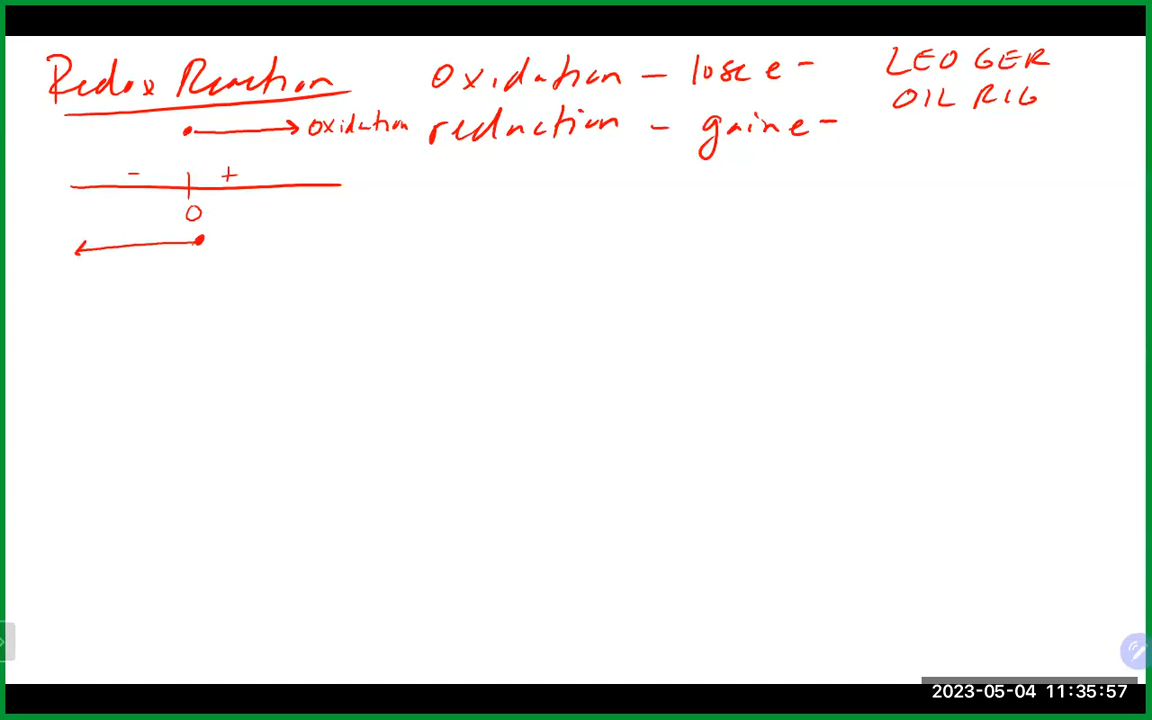 Redox Reaction
oxidation - lose e-
LEO GER
OIL RIG
oxidation
reduction - gain e-
- +
0
2023-05-04 11:35:57